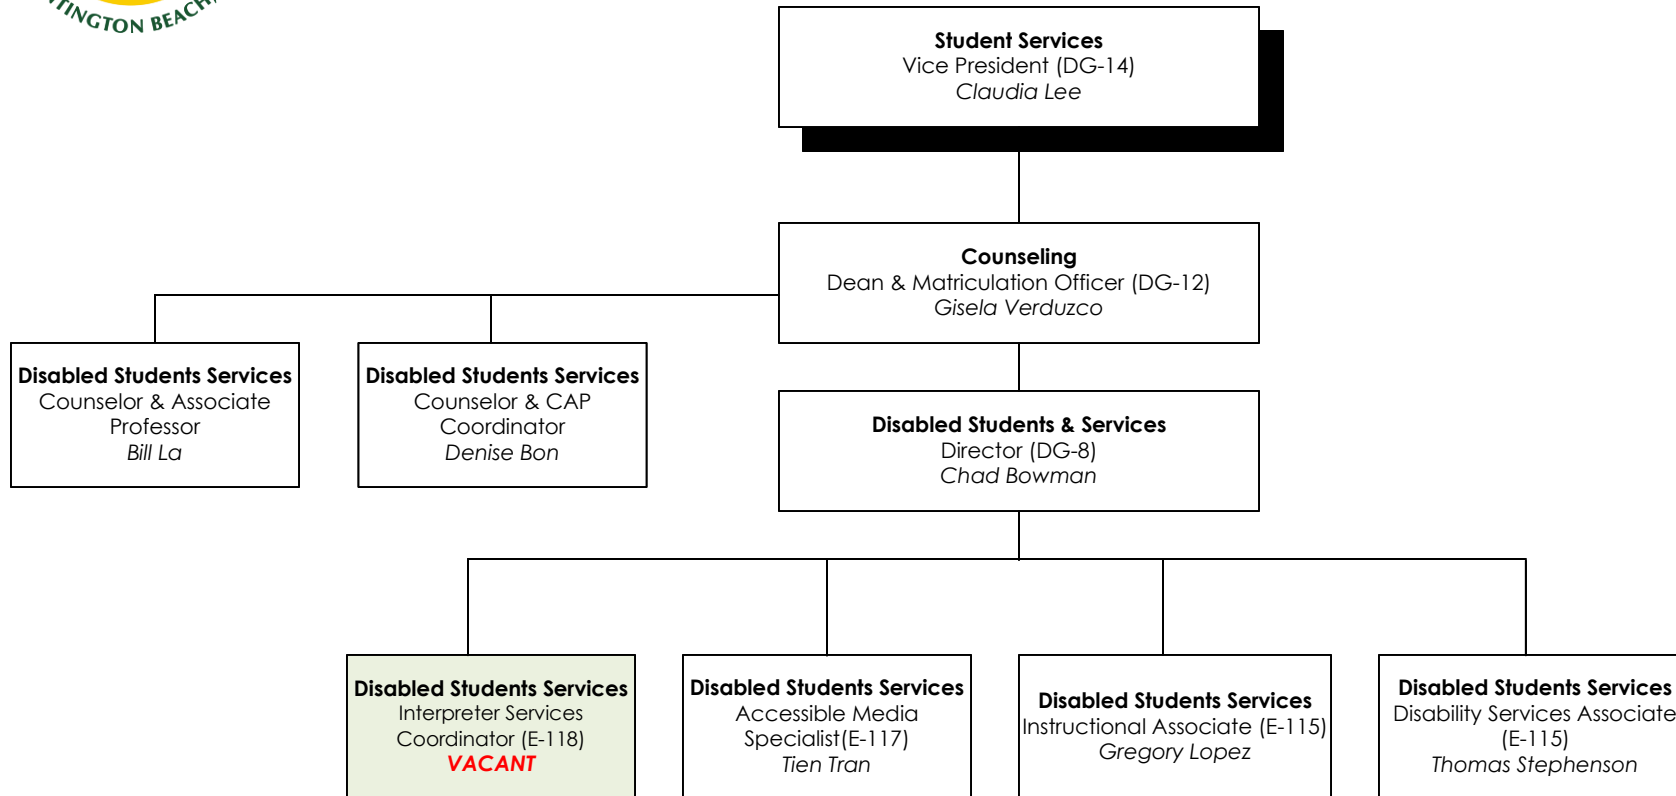 BEACH
Student Services
Vice President (DG-14)
Claudia Lee
Counseling
Dean & Matriculation Officer (DG-12)
Gisela Verduzco
Disabled Students Services
Counselor & Associate
Professor
Bill La
Disabled Students Services
Counselor & CAP
Coordinator
Denise Bon
Disabled Students & Services
Director (DG-8)
Chad Bowman
Disabled Students Services
Interpreter Services
Coordinator (E-118)
VACANT
Disabled Students Services
Accessible Media
Specialist(E-117)
Tien Tran
Disabled Students Services
Instructional Associate (E-115)
Gregory Lopez
Disabled Students Services
Disability Services Associate
(E-115)
Thomas Stephenson